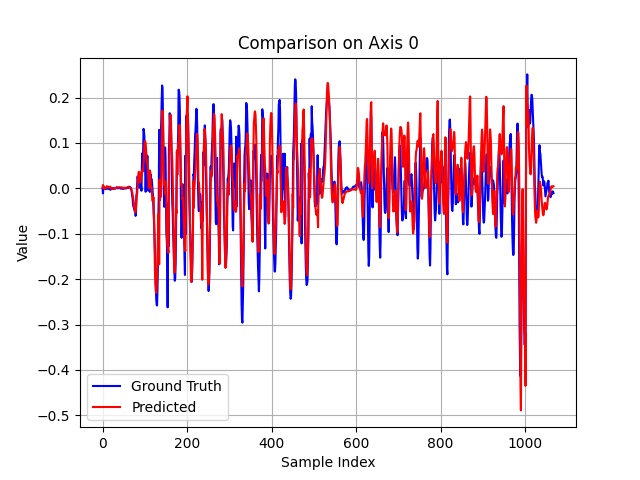 Comparison on Axis 0
Value
0.2
0.1
0.0
−0.1
−0.2
−0.3
−0.4
−0.5
Ground Truth
Predicted
0 200 400 600 800 1000
Sample Index